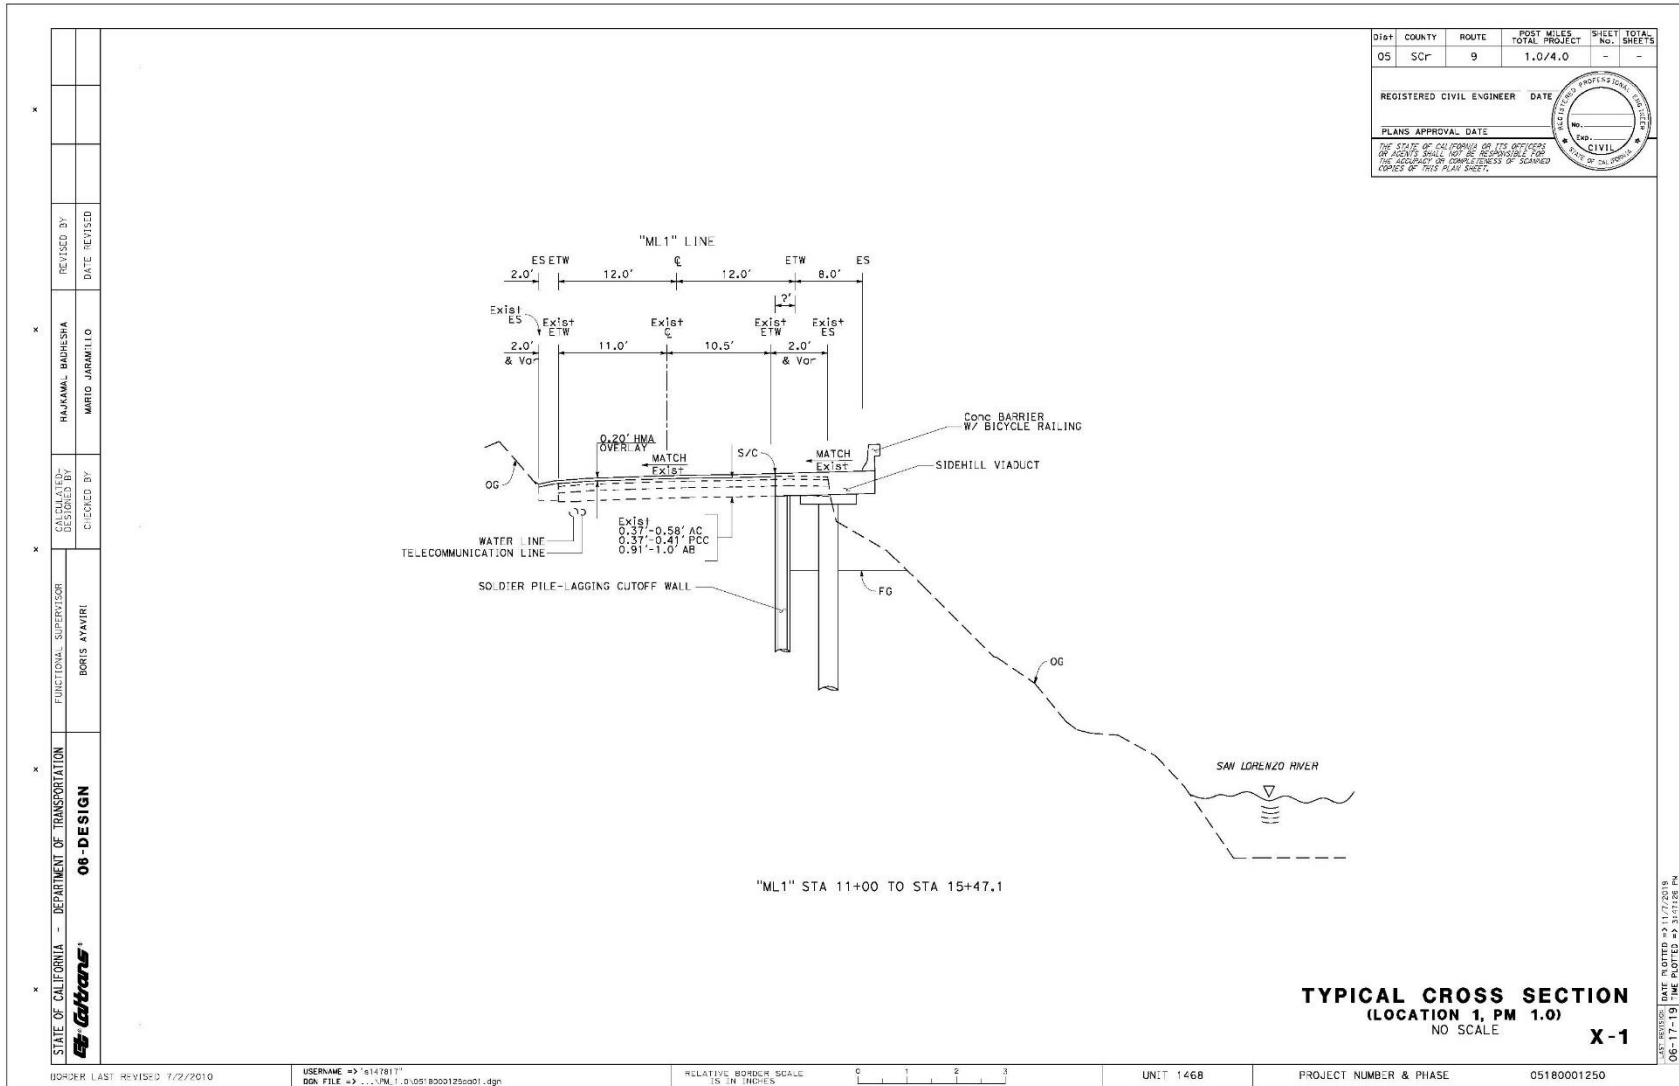 Dist COUNTY ROUTE POST MILES TOTAL PROJECT SHEET No. TOTAL SHEETS
05 SCr 9 1.0/4.0 - -
REGISTERED CIVIL ENGINEER DATE
PLANS APPROVAL DATE
THE STATE OF CALIFORNIA OR ITS OFFICERS
OR AGENTS SHALL NOT BE RESPONSIBLE FOR
THE ACCURACY OR COMPLETENESS OF SCANNED
COPIES OF THIS PLAN SHEET.
REGISTERED PROFESSIONAL ENGINEER
No.
Exp.
CIVIL
STATE OF CALIFORNIA
"ML1" LINE
ES ETW ℄ ETW ES
2.0' 12.0' 12.0' 8.0'
?'
Exist
ES
Exist
ETW
Exist
℄
Exist
ETW
Exist
ES
2.0'
& Var
11.0' 10.5'
2.0'
& Var
Conc BARRIER
W/ BICYCLE RAILING
0.20' HMA
OVERLAY
MATCH
Exist
S/C
MATCH
Exist
SIDEHILL VIADUCT
OG
WATER LINE
TELECOMMUNICATION LINE
Exist
0.37'-0.58' AC
0.37'-0.41' PCC
0.91'-1.0' AB
SOLDIER PILE-LAGGING CUTOFF WALL
FG
OG
SAN LORENZO RIVER
"ML1" STA 11+00 TO STA 15+47.1
TYPICAL CROSS SECTION
(LOCATION 1, PM 1.0)
NO SCALE
X-1
REVISED BY
DATE REVISED
HAJKAMAL BADHESHA
MARIO JARAMILLO
CALCULATED-
DESIGNED BY
CHECKED BY
FUNCTIONAL SUPERVISOR
BORIS AYAVIRI
STATE OF CALIFORNIA - DEPARTMENT OF TRANSPORTATION
06-DESIGN
Caltrans
BORDER LAST REVISED 7/2/2010
USERNAME => s147817
DGN FILE => ...\PM_1.0\0518000125oa01.dgn
RELATIVE BORDER SCALE
IS IN INCHES
0 1 2 3
UNIT 1468
PROJECT NUMBER & PHASE
05180001250
LAST REVISION
06-17-19
DATE PLOTTED => 11/7/2019
TIME PLOTTED => 3:47:26 PM